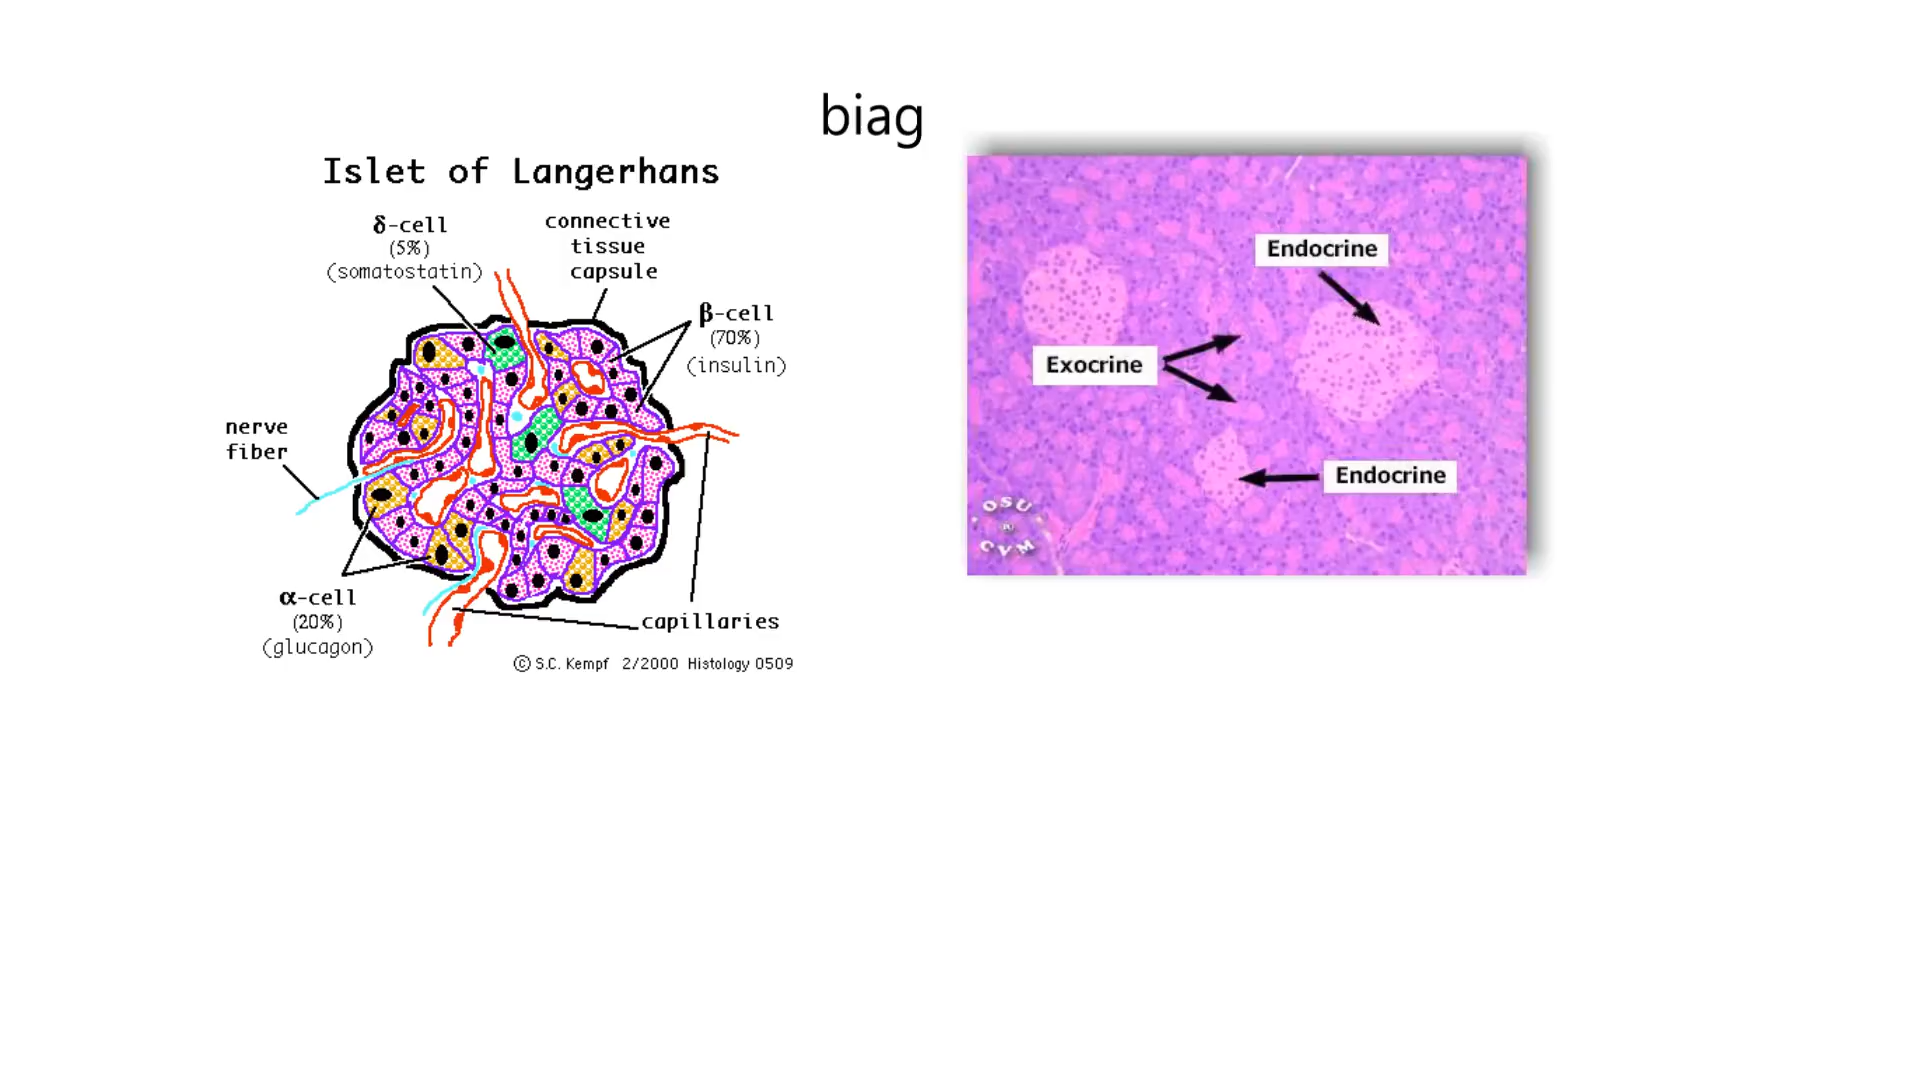 biag
Islet of Langerhans
δ-cell
(5%)
(somatostatin)
connective
tissue
capsule
β-cell
(70%)
(insulin)
nerve
fiber
α-cell
(20%)
(glucagon)
capillaries
© S.C. Kempf 2/2000 Histology 0509
Endocrine
Exocrine
Endocrine
OSU
CVM